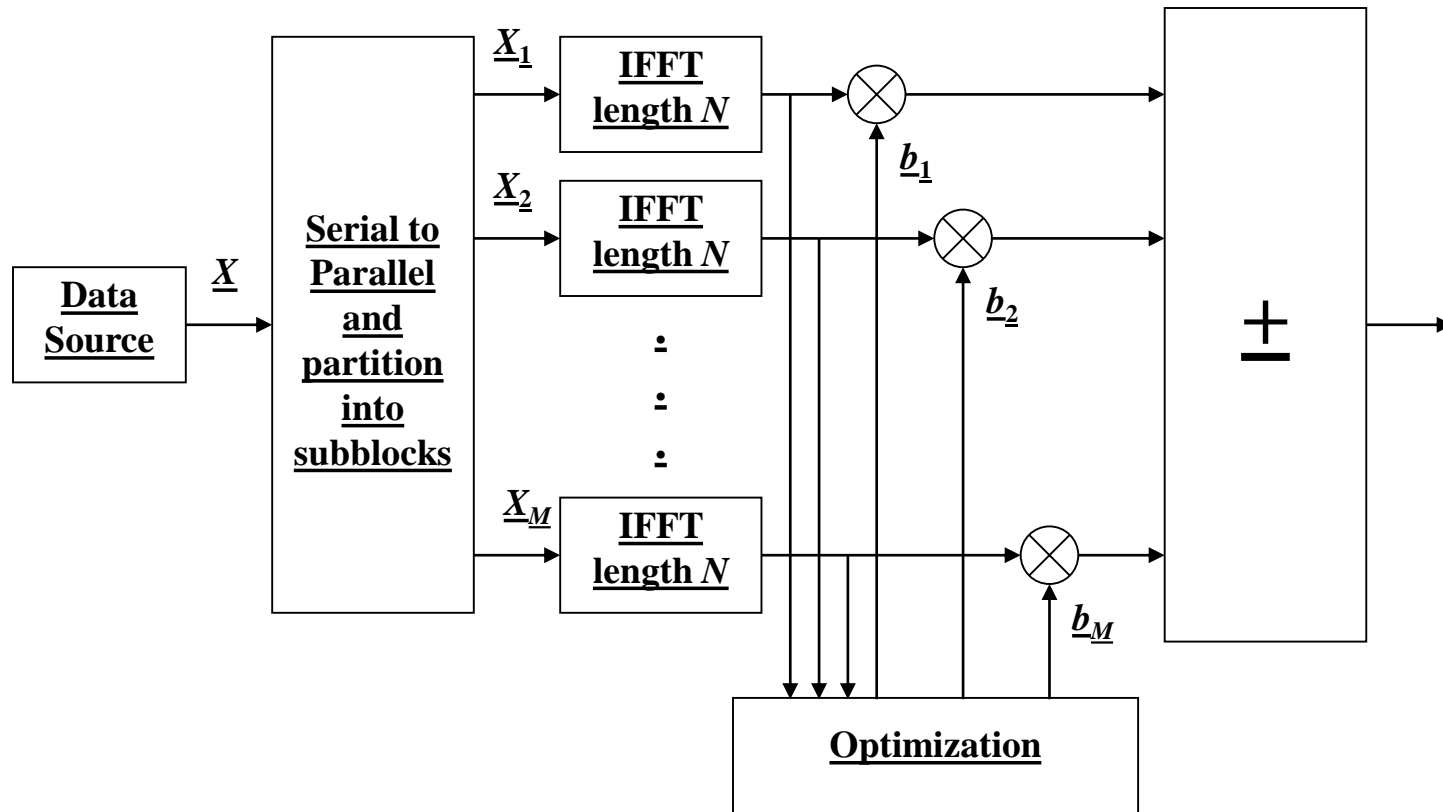 X1
IFFT
length N
b1
X2
IFFT
length N
b2
Serial to
Parallel
and
partition
into
subblocks
X
Data
Source
+
.
.
.
XM
IFFT
length N
bM
Optimization